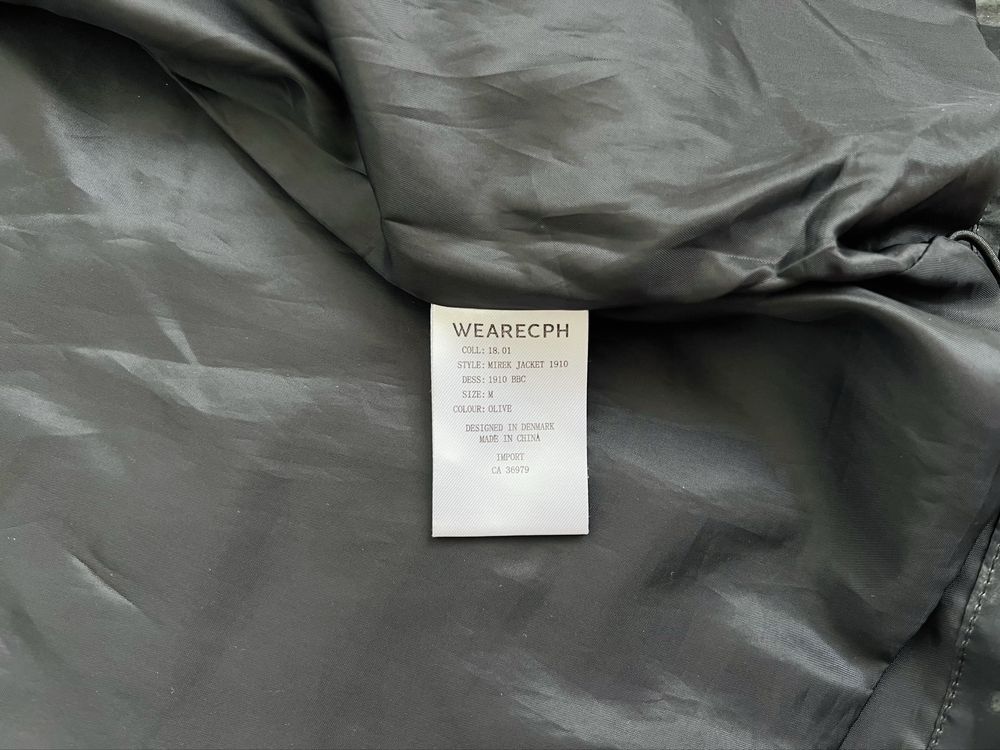 WEARECPH
COLL: 18.01
STYLE: MIREK JACKET 1910
DESS: 1910 BBC
SIZE: M
COLOUR: OLIVE
DESIGNED IN DENMARK
MADE IN CHINA
IMPORT
CA 36979